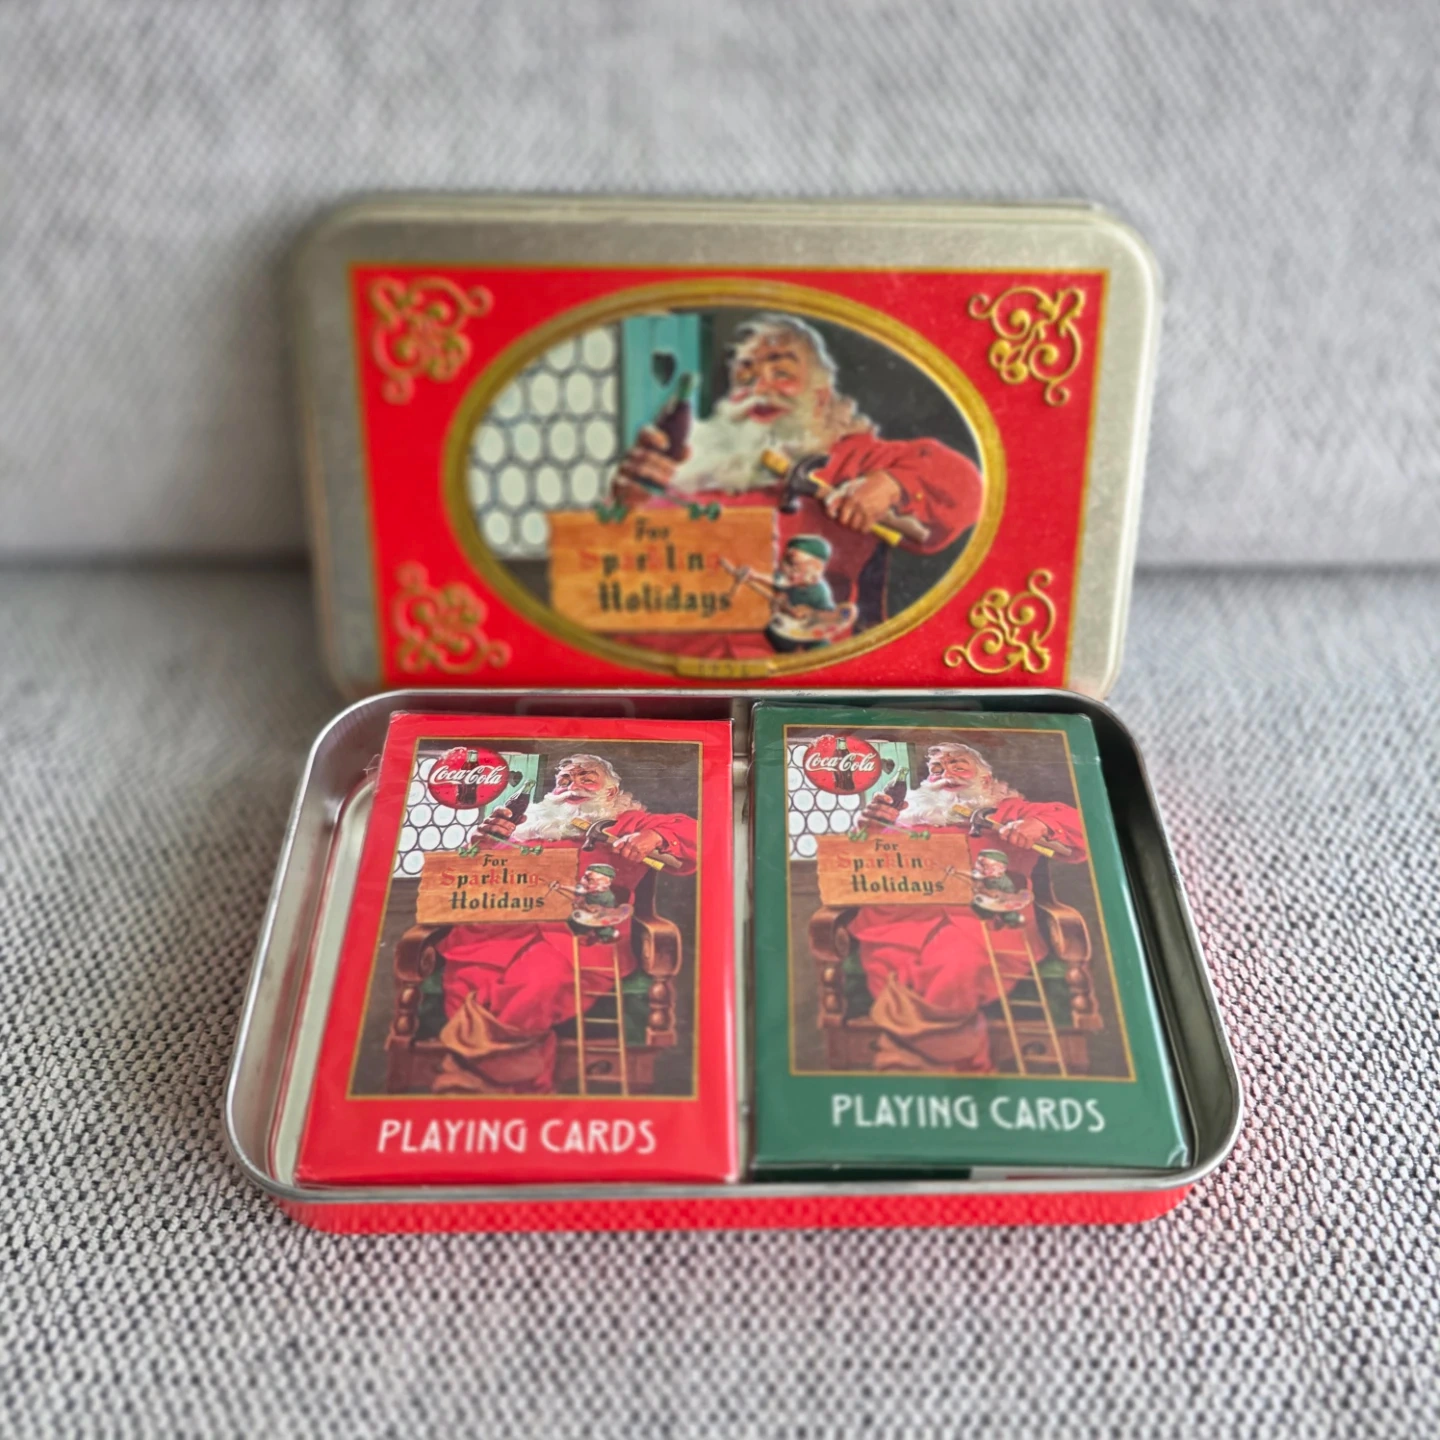 For
Sparkling
Holidays
Coca-Cola
For
Sparkling
Holidays
PLAYING CARDS
Coca-Cola
For
Sparkling
Holidays
PLAYING CARDS